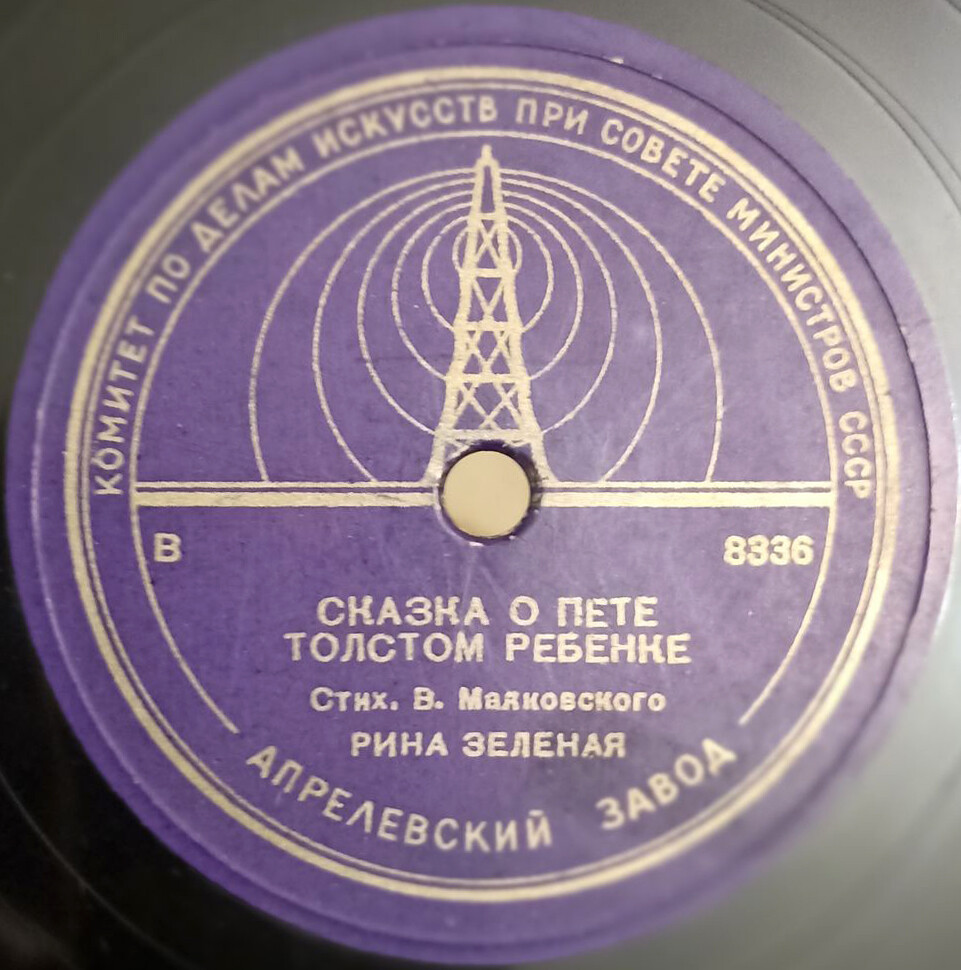 КОМИТЕТ ПО ДЕЛАМ ИСКУССТВ ПРИ СОВЕТЕ МИНИСТРОВ СССР
В 8336
СКАЗКА О ПЕТЕ
ТОЛСТОМ РЕБЕНКЕ
Стих. В. Маяковского
РИНА ЗЕЛЕНАЯ
АПРЕЛЕВСКИЙ ЗАВОД